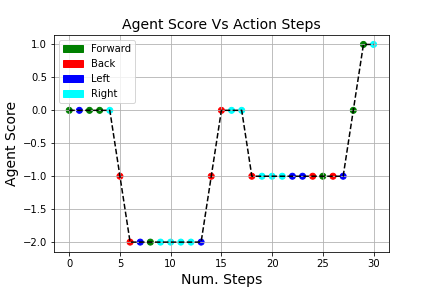 Agent Score Vs Action Steps
Forward
Back
Left
Right
1.0
0.5
0.0
−0.5
−1.0
−1.5
−2.0
Agent Score
0 5 10 15 20 25 30
Num. Steps